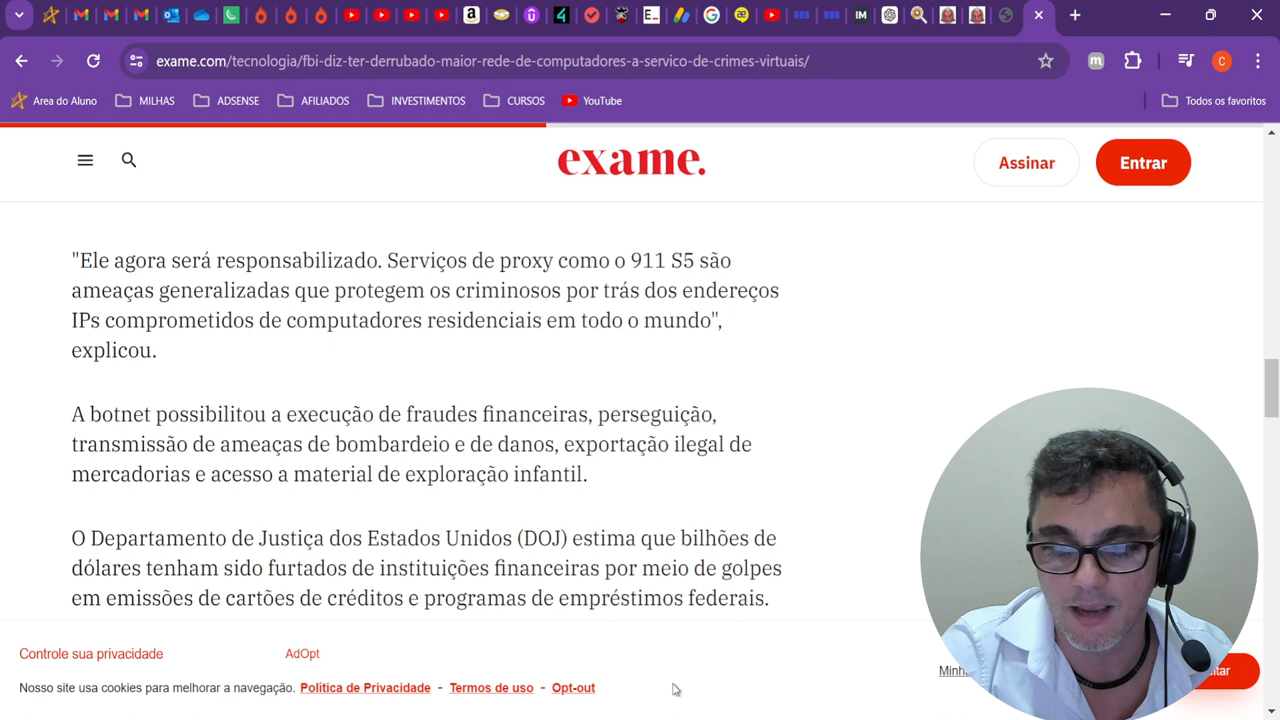 exame.com/tecnologia/fbi-diz-ter-derrubado-maior-rede-de-computadores-a-servico-de-crimes-virtuais/
Area do Aluno
MILHAS
ADSENSE
AFILIADOS
INVESTIMENTOS
CURSOS
YouTube
Todos os favoritos
exame.
Assinar
Entrar
"Ele agora será responsabilizado. Serviços de proxy como o 911 S5 são
ameaças generalizadas que protegem os criminosos por trás dos endereços
IPs comprometidos de computadores residenciais em todo o mundo",
explicou.
A botnet possibilitou a execução de fraudes financeiras, perseguição,
transmissão de ameaças de bombardeio e de danos, exportação ilegal de
mercadorias e acesso a material de exploração infantil.
O Departamento de Justiça dos Estados Unidos (DOJ) estima que bilhões de
dólares tenham sido furtados de instituições financeiras por meio de golpes
em emissões de cartões de créditos e programas de empréstimos federais.
Controle sua privacidade
AdOpt
Nosso site usa cookies para melhorar a navegação. Política de Privacidade - Termos de uso - Opt-out